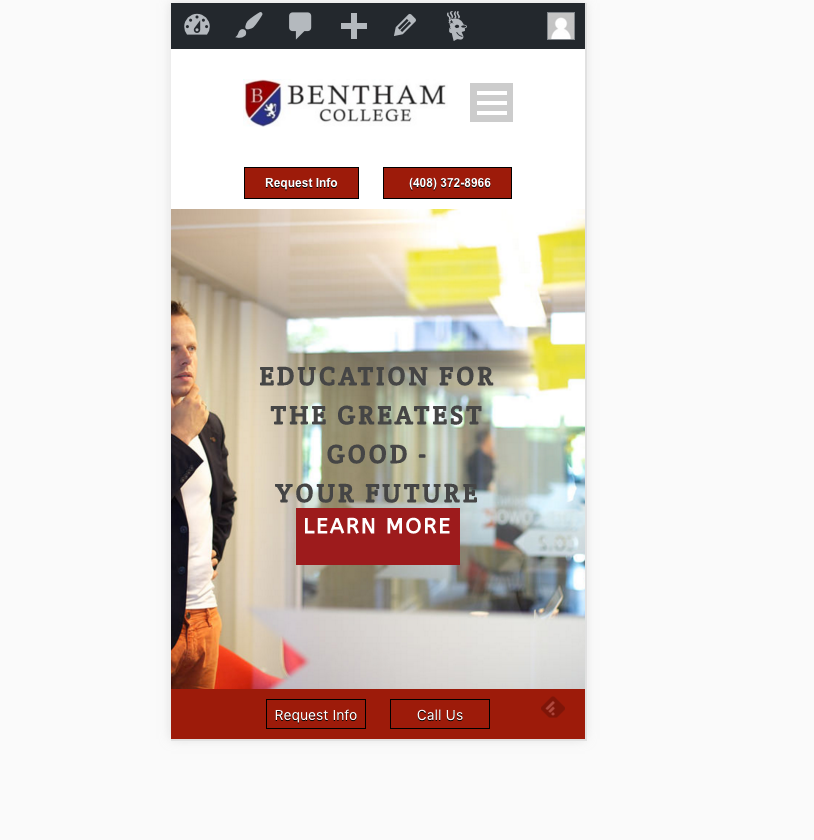 B
BENTHAM
COLLEGE
Request Info
(408) 372-8966
EDUCATION FOR
THE GREATEST
GOOD -
YOUR FUTURE
LEARN MORE
Request Info
Call Us